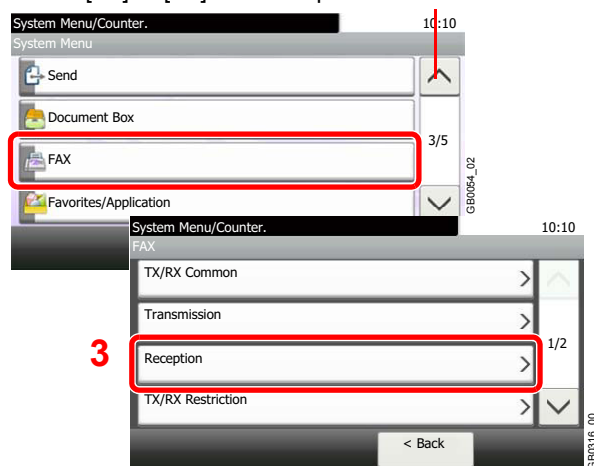 System Menu/Counter.
10:10
System Menu
Send
Document Box
3/5
FAX
Favorites/Application
GB0054_02
System Menu/Counter.
10:10
FAX
TX/RX Common
Transmission
3
Reception
1/2
TX/RX Restriction
< Back
GB0316_00